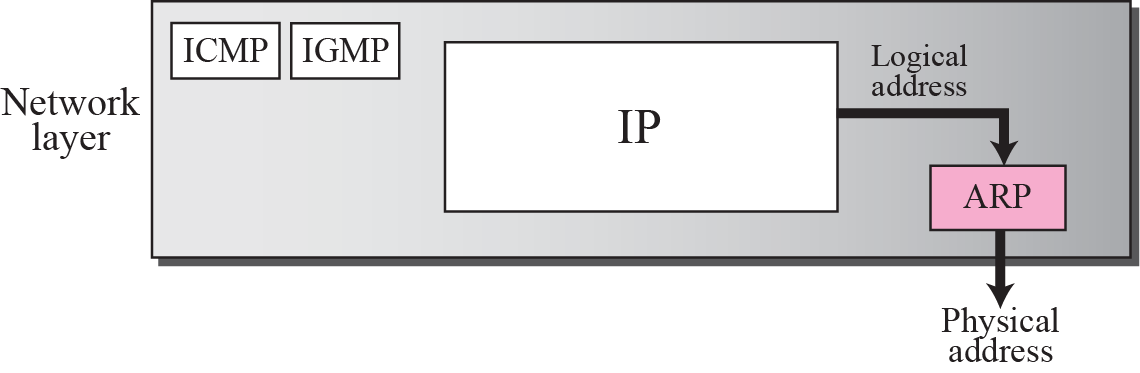 Network
layer
ICMP
IGMP
IP
Logical
address
ARP
Physical
address